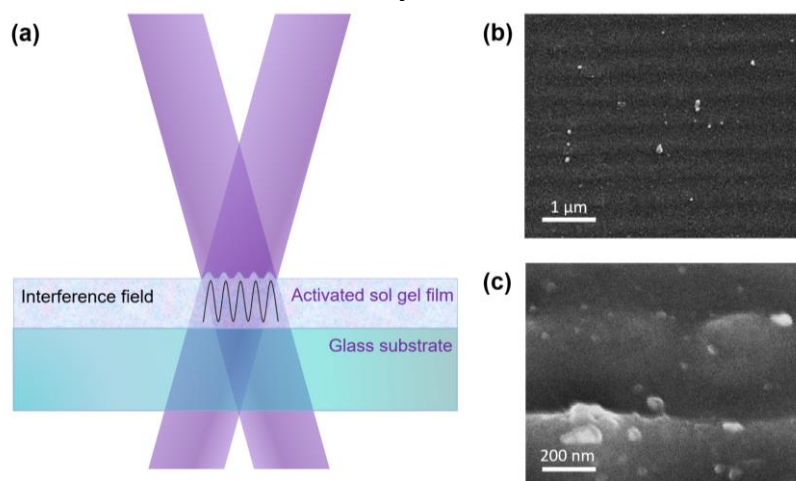 (a)
Interference field
Activated sol gel film
Glass substrate
(b)
1 µm
(c)
200 nm